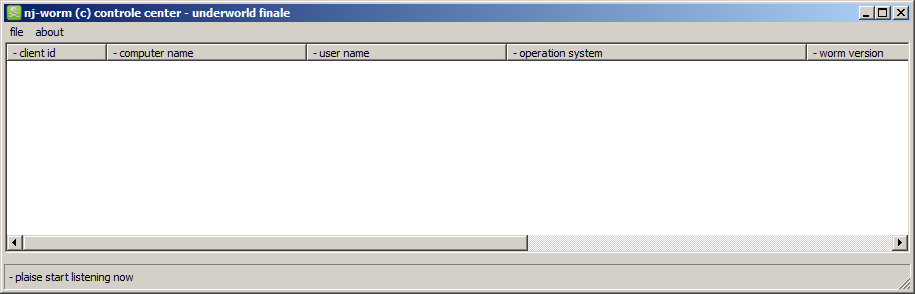 nj-worm (c) controle center - underworld finale
file about
- client id - computer name - user name - operation system - worm version
- plaise start listening now